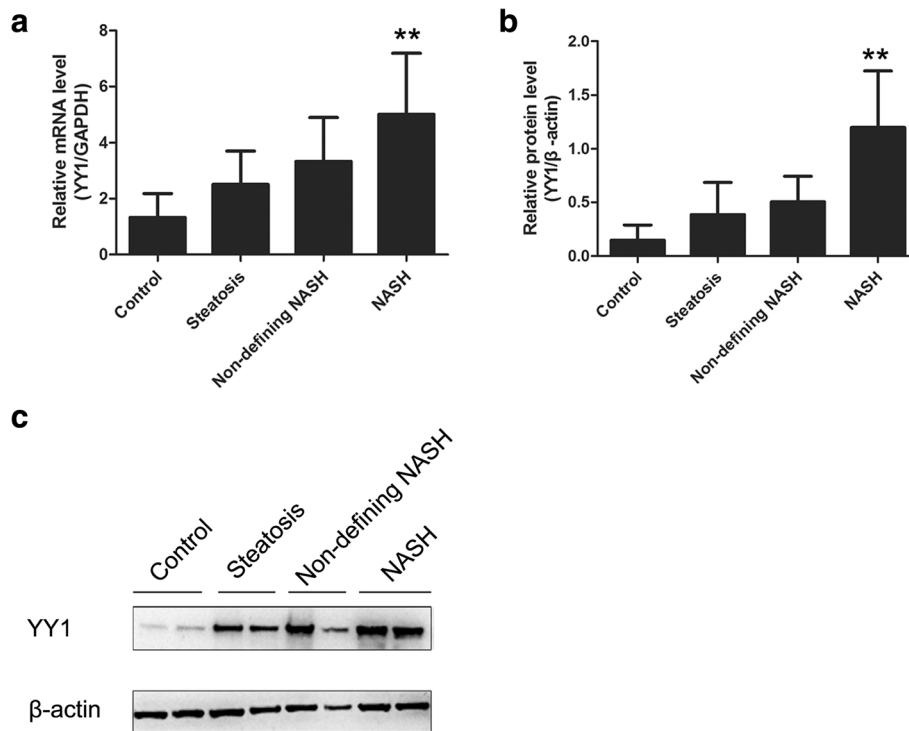 a
Relative mRNA level
(YY1/GAPDH)
8
6
4
2
0
**
Control
Steatosis
Non-defining NASH
NASH
b
Relative protein level
(YY1/β -actin)
2.0
1.5
1.0
0.5
0.0
**
Control
Steatosis
Non-defining NASH
NASH
c
Control
Steatosis
Non-defining NASH
NASH
YY1
β-actin